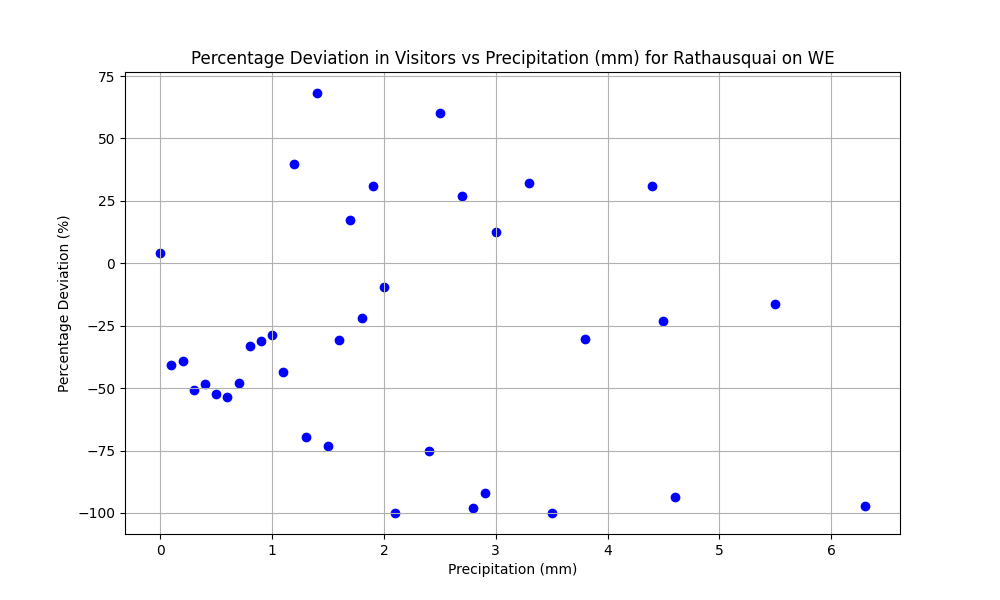 Percentage Deviation in Visitors vs Precipitation (mm) for Rathausquai on WE
75
50
25
0
−25
−50
−75
−100
Percentage Deviation (%)
0 1 2 3 4 5 6
Precipitation (mm)